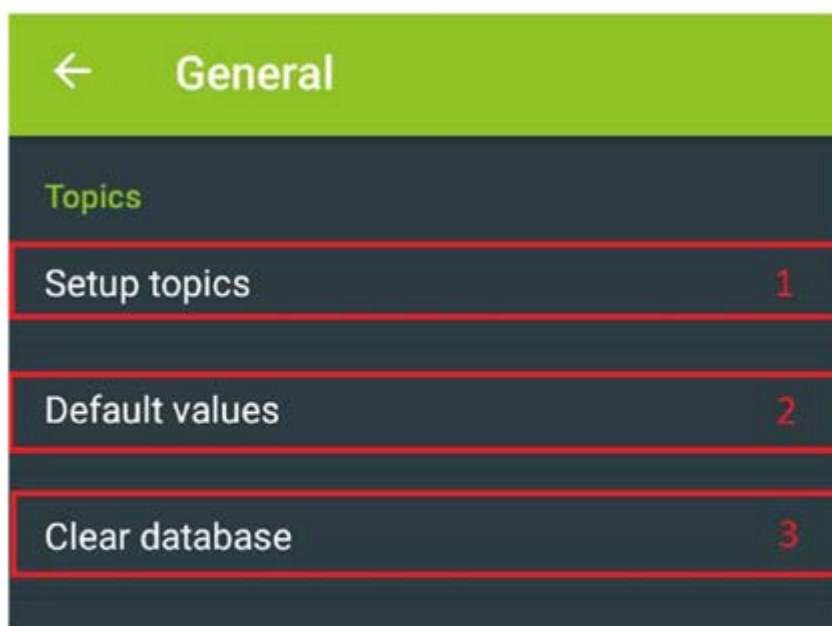 General
Topics
Setup topics 1
Default values 2
Clear database 3